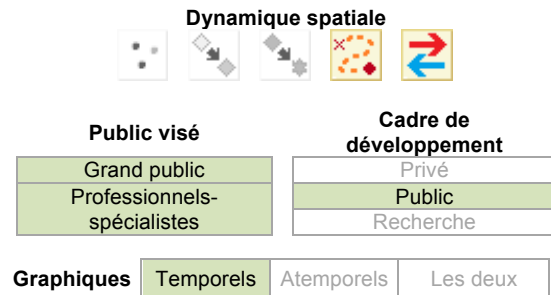 Dynamique spatiale
Public visé
Grand public
Professionnels-
spécialistes
Cadre de
développement
Privé
Public
Recherche
Graphiques Temporels Atemporels Les deux